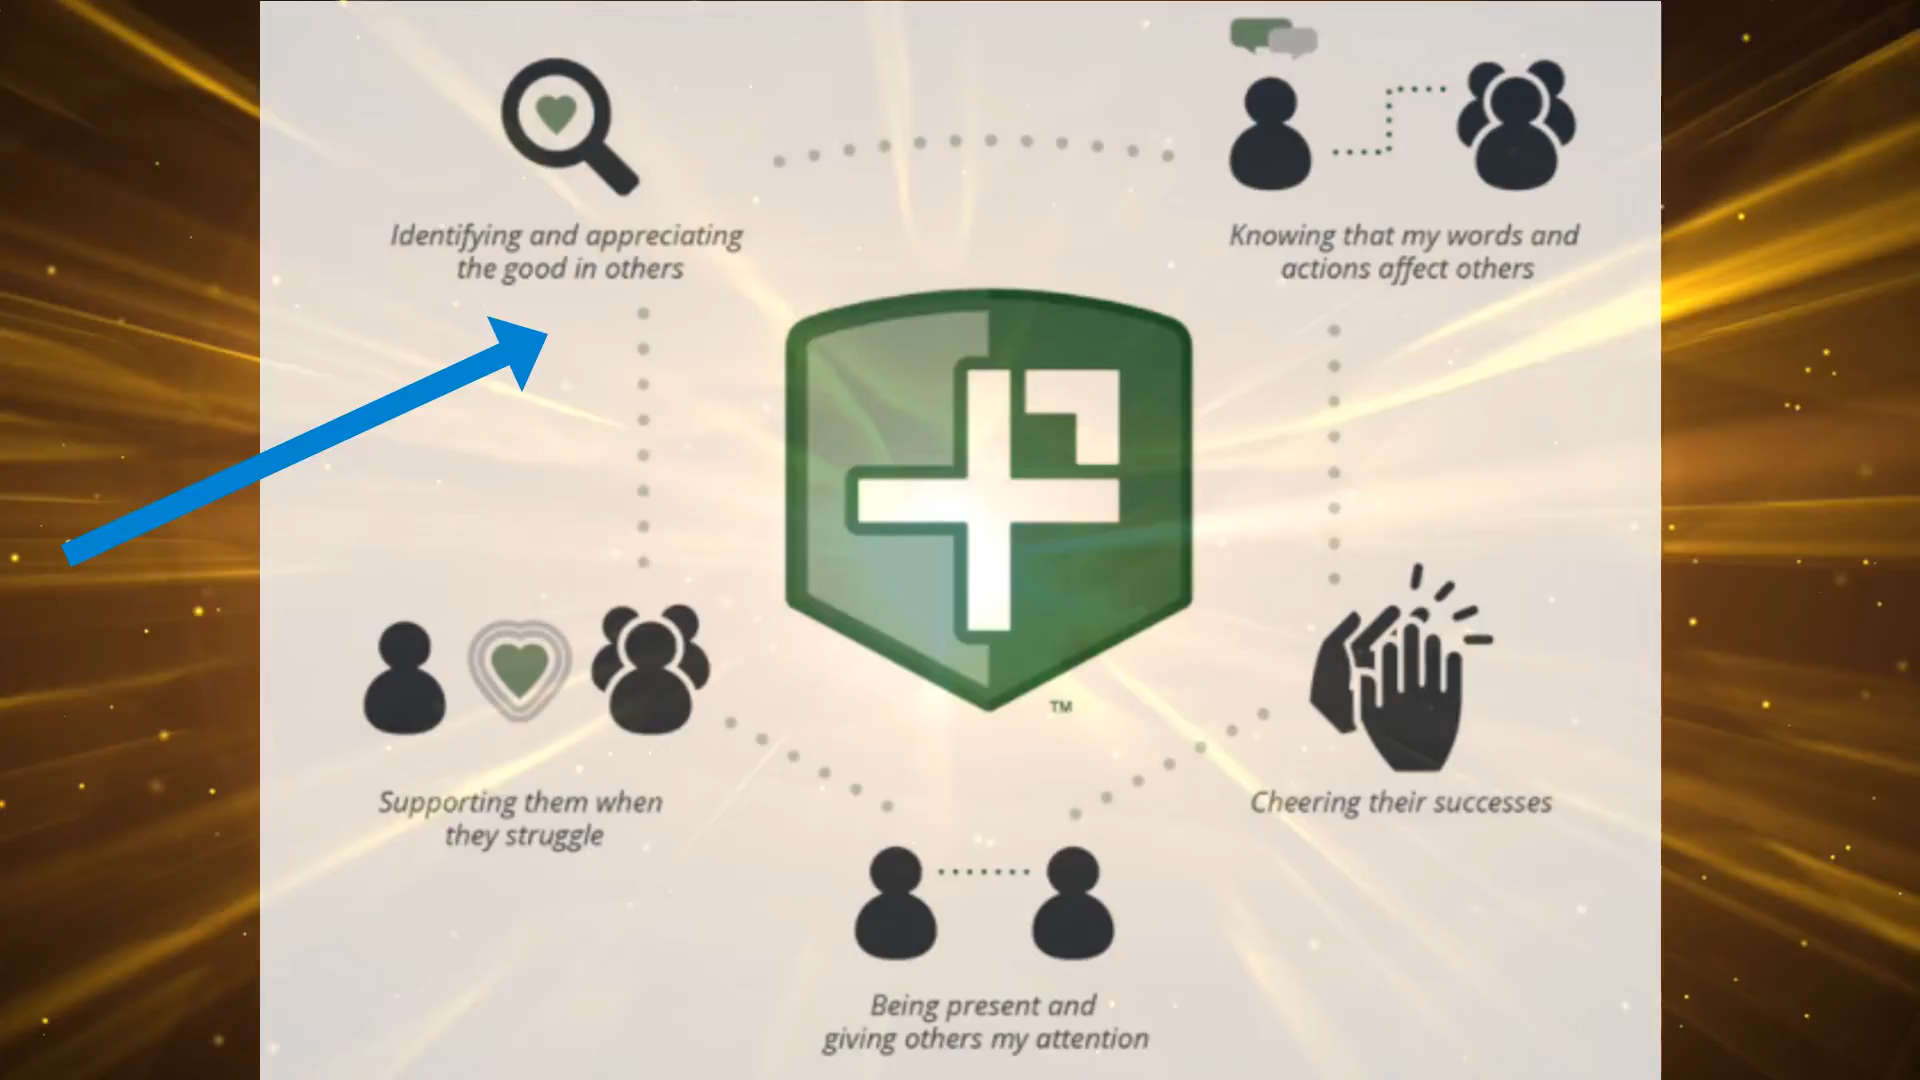 Identifying and appreciating
the good in others
Knowing that my words and
actions affect others
TM
Supporting them when
they struggle
Cheering their successes
Being present and
giving others my attention